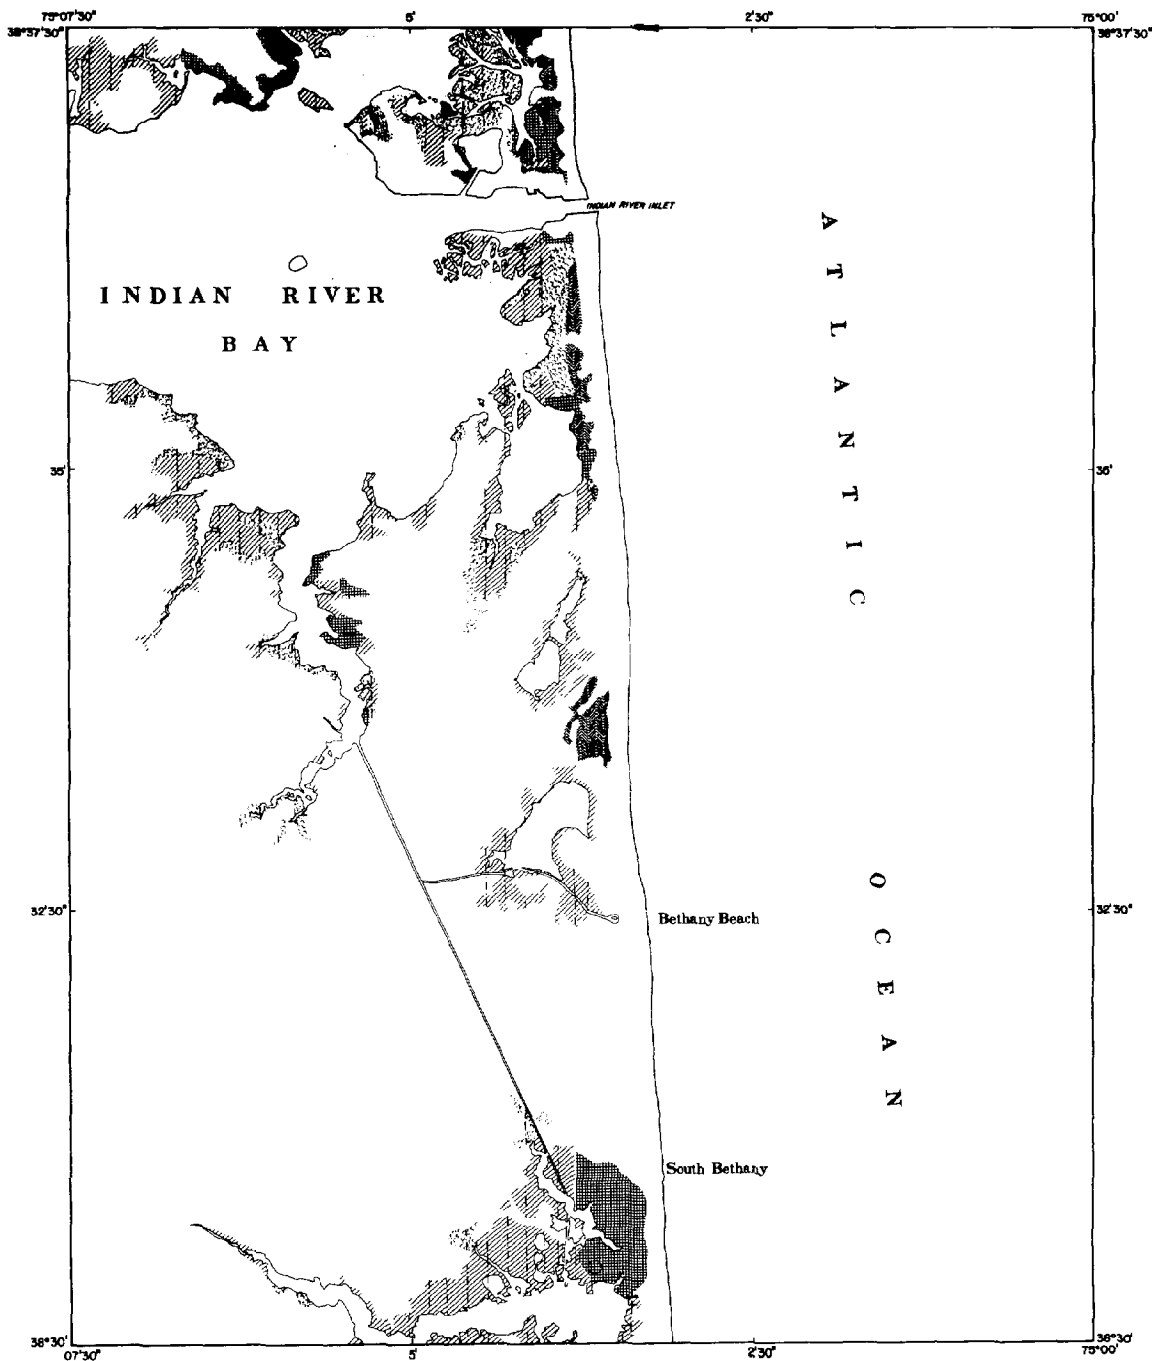 75°07'30" 5' 2'30" 75°00'
38°37'30" 38°37'30"
INDIAN RIVER INLET
INDIAN RIVER
BAY
ATLANTIC
35' 35'
OCEAN
32'30" 32'30"
Bethany Beach
South Bethany
38°30' 38°30'
07'30" 5' 2'30" 75°00'